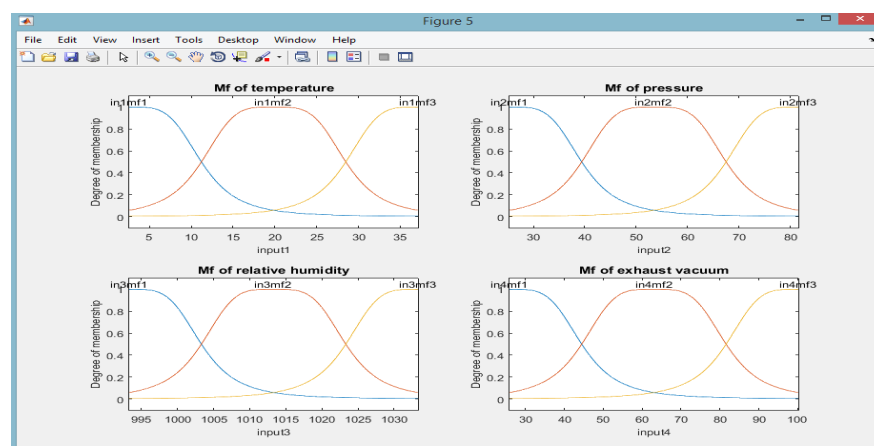 Figure 5
File Edit View Insert Tools Desktop Window Help
Mf of temperature
in1mf1 in1mf2 in1mf3
1
0.8
0.6
0.4
0.2
0
Degree of membership
5 10 15 20 25 30 35
input1
Mf of pressure
in2mf1 in2mf2 in2mf3
1
0.8
0.6
0.4
0.2
0
Degree of membership
30 40 50 60 70 80
input2
Mf of relative humidity
in3mf1 in3mf2 in3mf3
1
0.8
0.6
0.4
0.2
0
Degree of membership
995 1000 1005 1010 1015 1020 1025 1030
input3
Mf of exhaust vacuum
in4mf1 in4mf2 in4mf3
1
0.8
0.6
0.4
0.2
0
Degree of membership
30 40 50 60 70 80 90 100
input4